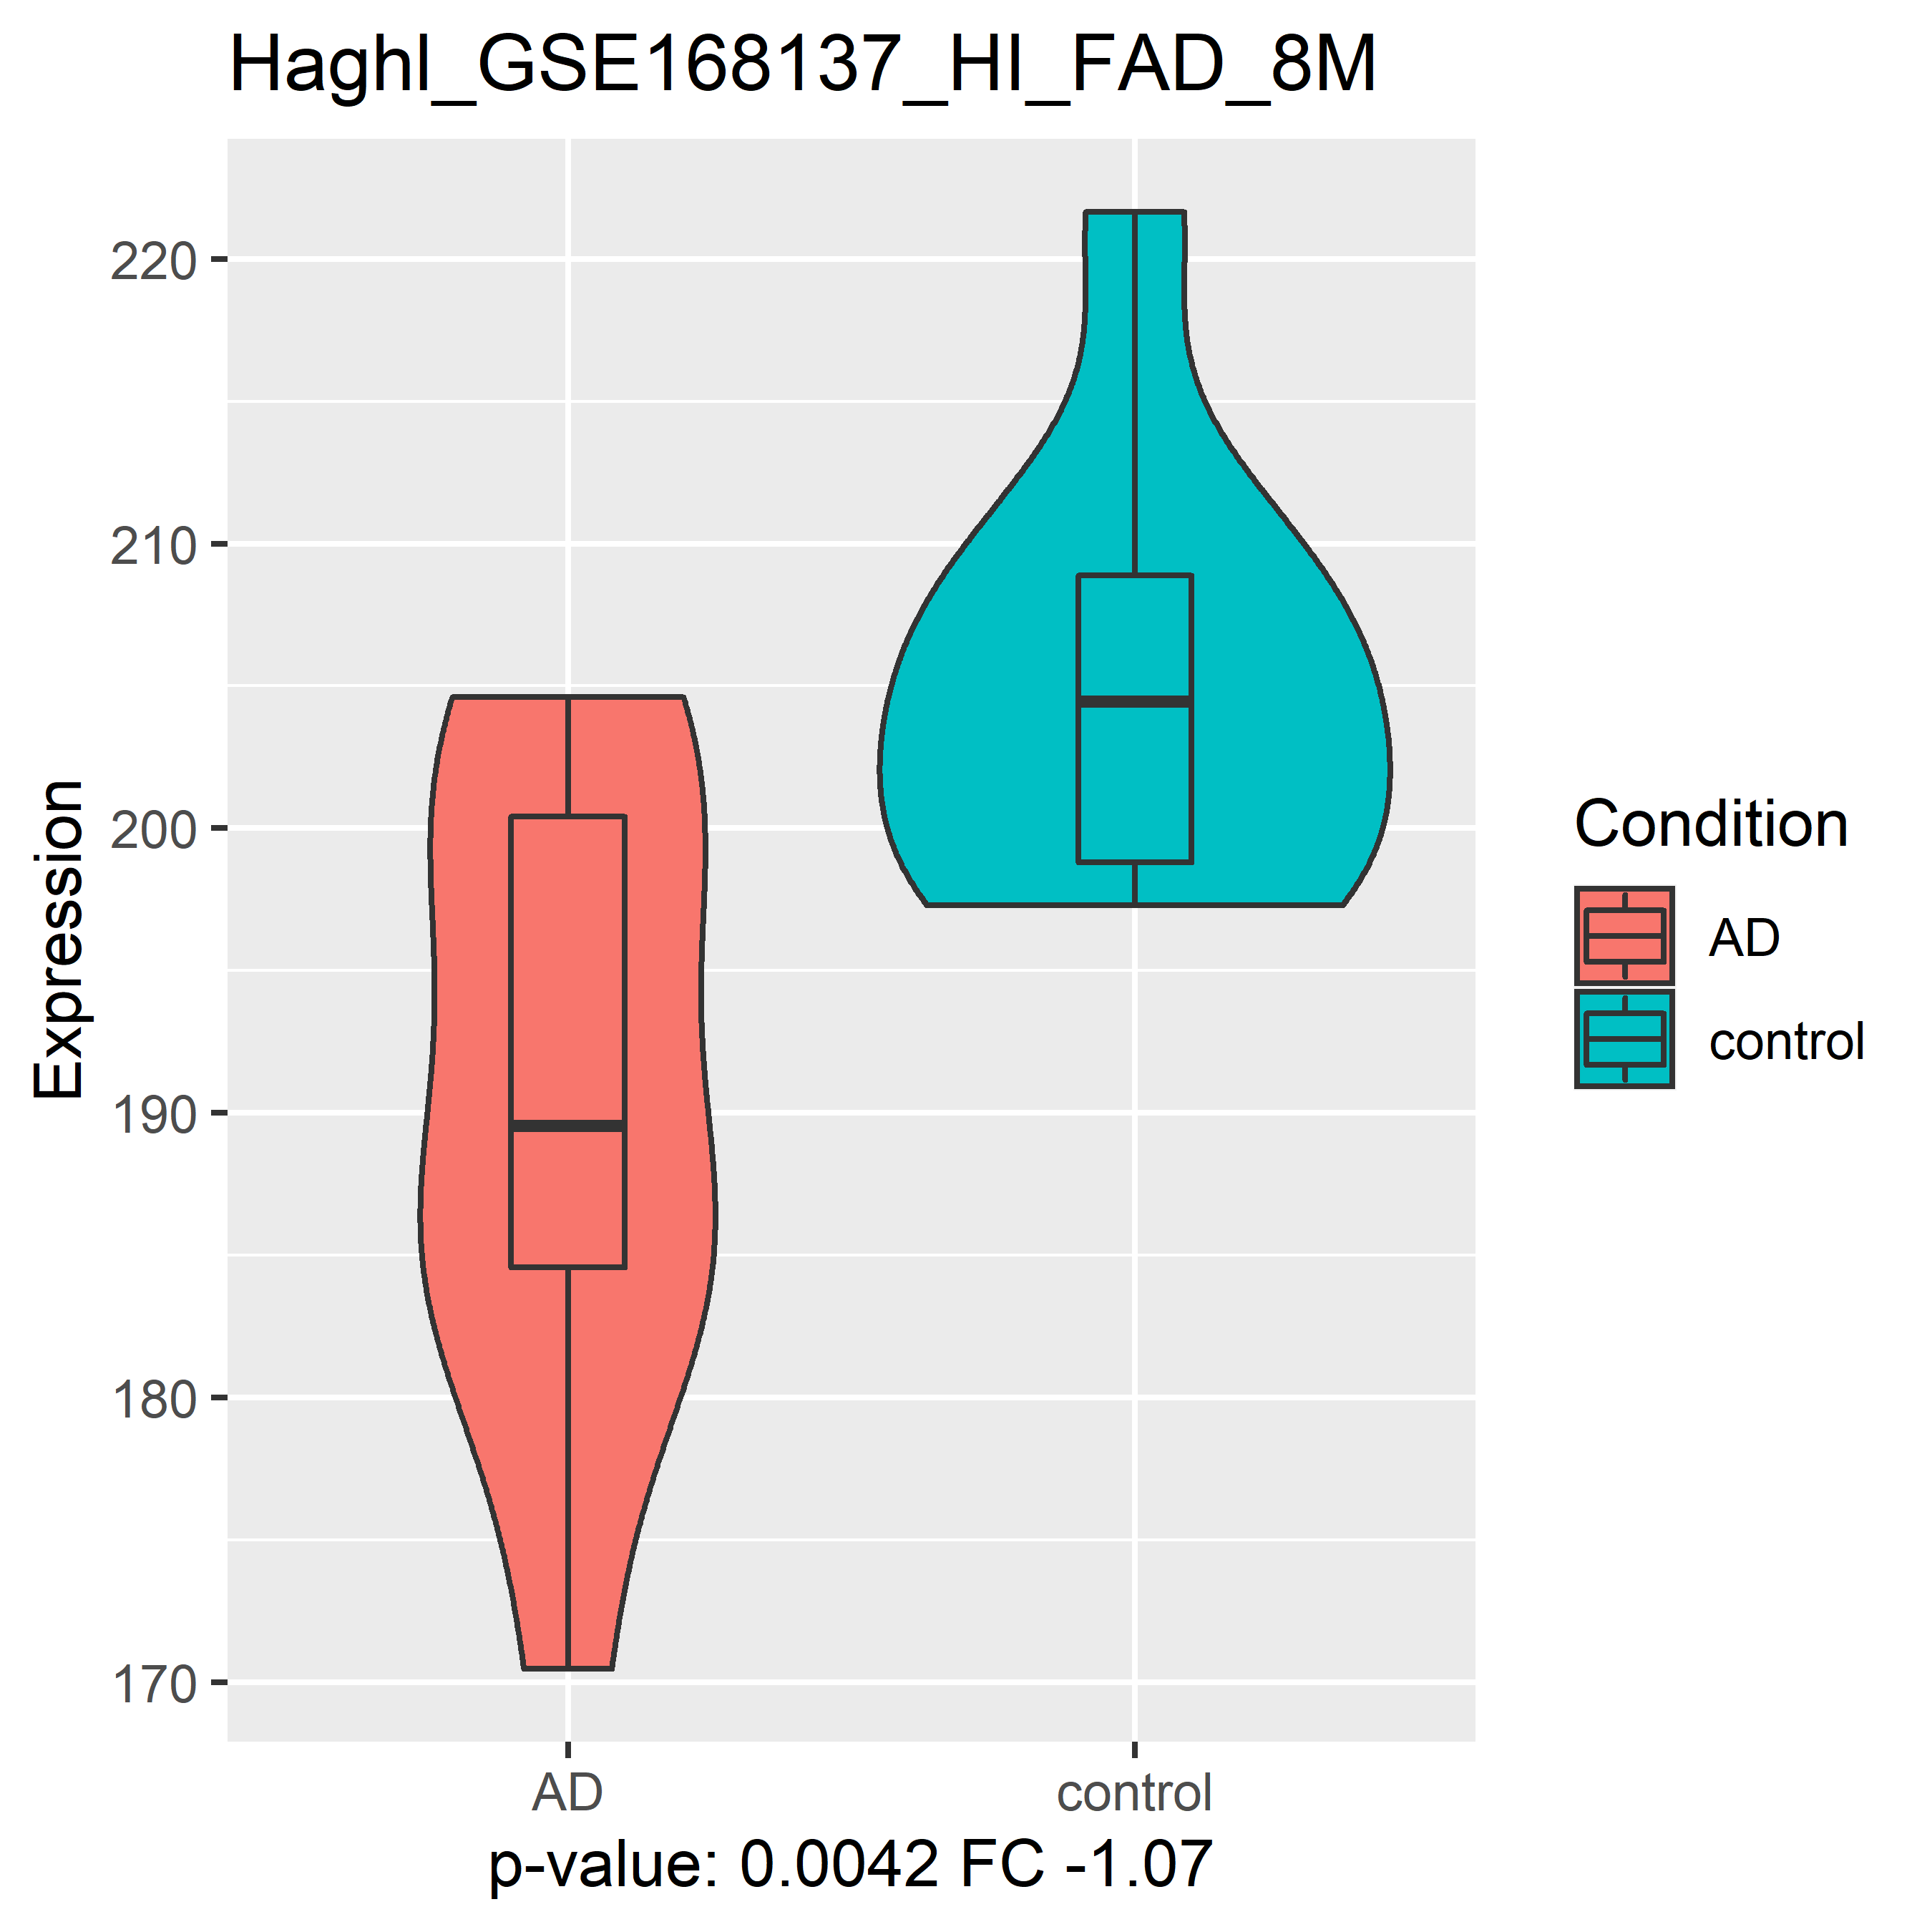 Haghl_GSE168137_HI_FAD_8M
Expression
220
210
200
190
180
170
AD
control
p-value: 0.0042 FC -1.07
Condition
AD
control